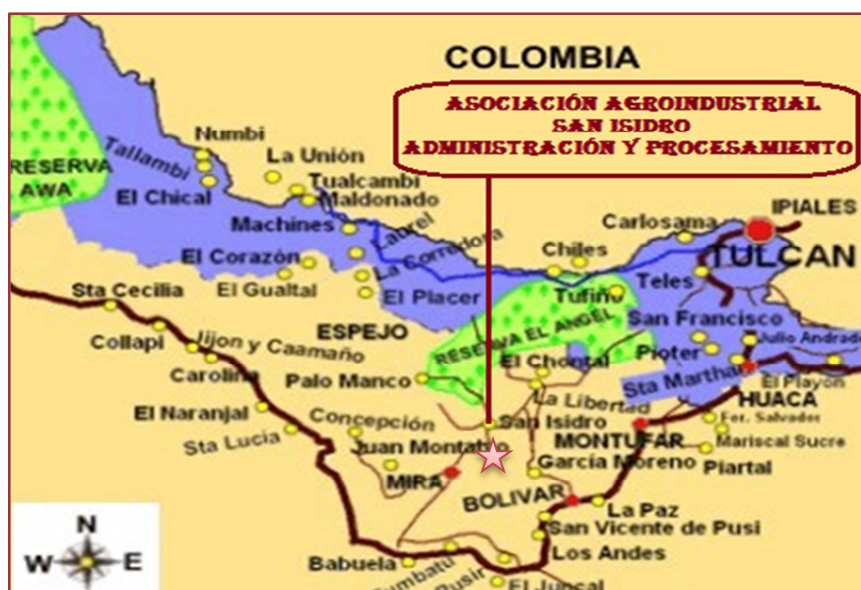 COLOMBIA
ASOCIACIÓN AGROINDUSTRIAL
SAN ISIDRO
ADMINISTRACIÓN Y PROCESAMIENTO
Numbi
Tallambi
La Unión
RESERVA
AWA
El Chical
Tualcambi
Maldonado
IPIALES
Machines
Laurel
Carlosama
TULCAN
El Corazón
La Corredora
Chiles
Teles
El Gualtal
Sta Cecilia
El Placer
Tufiño
San Francisco
ESPEJO
RESERVA EL ANGEL
Julio Andrade
Collapi
Jijon y Caamaño
El Chontal
Pioter
Carolina
Palo Manco
Sta Martha
El Playon
La Libertad
HUACA
El Naranjal
Concepción
San Isidro
Fer. Salvador
Sta Lucia
Juan Montalvo
MONTUFAR
Mariscal Sucre
García Moreno
Piartal
MIRA
BOLIVAR
La Paz
San Vicente de Pusi
N
W
E
Babuela
Los Andes
El Juncal